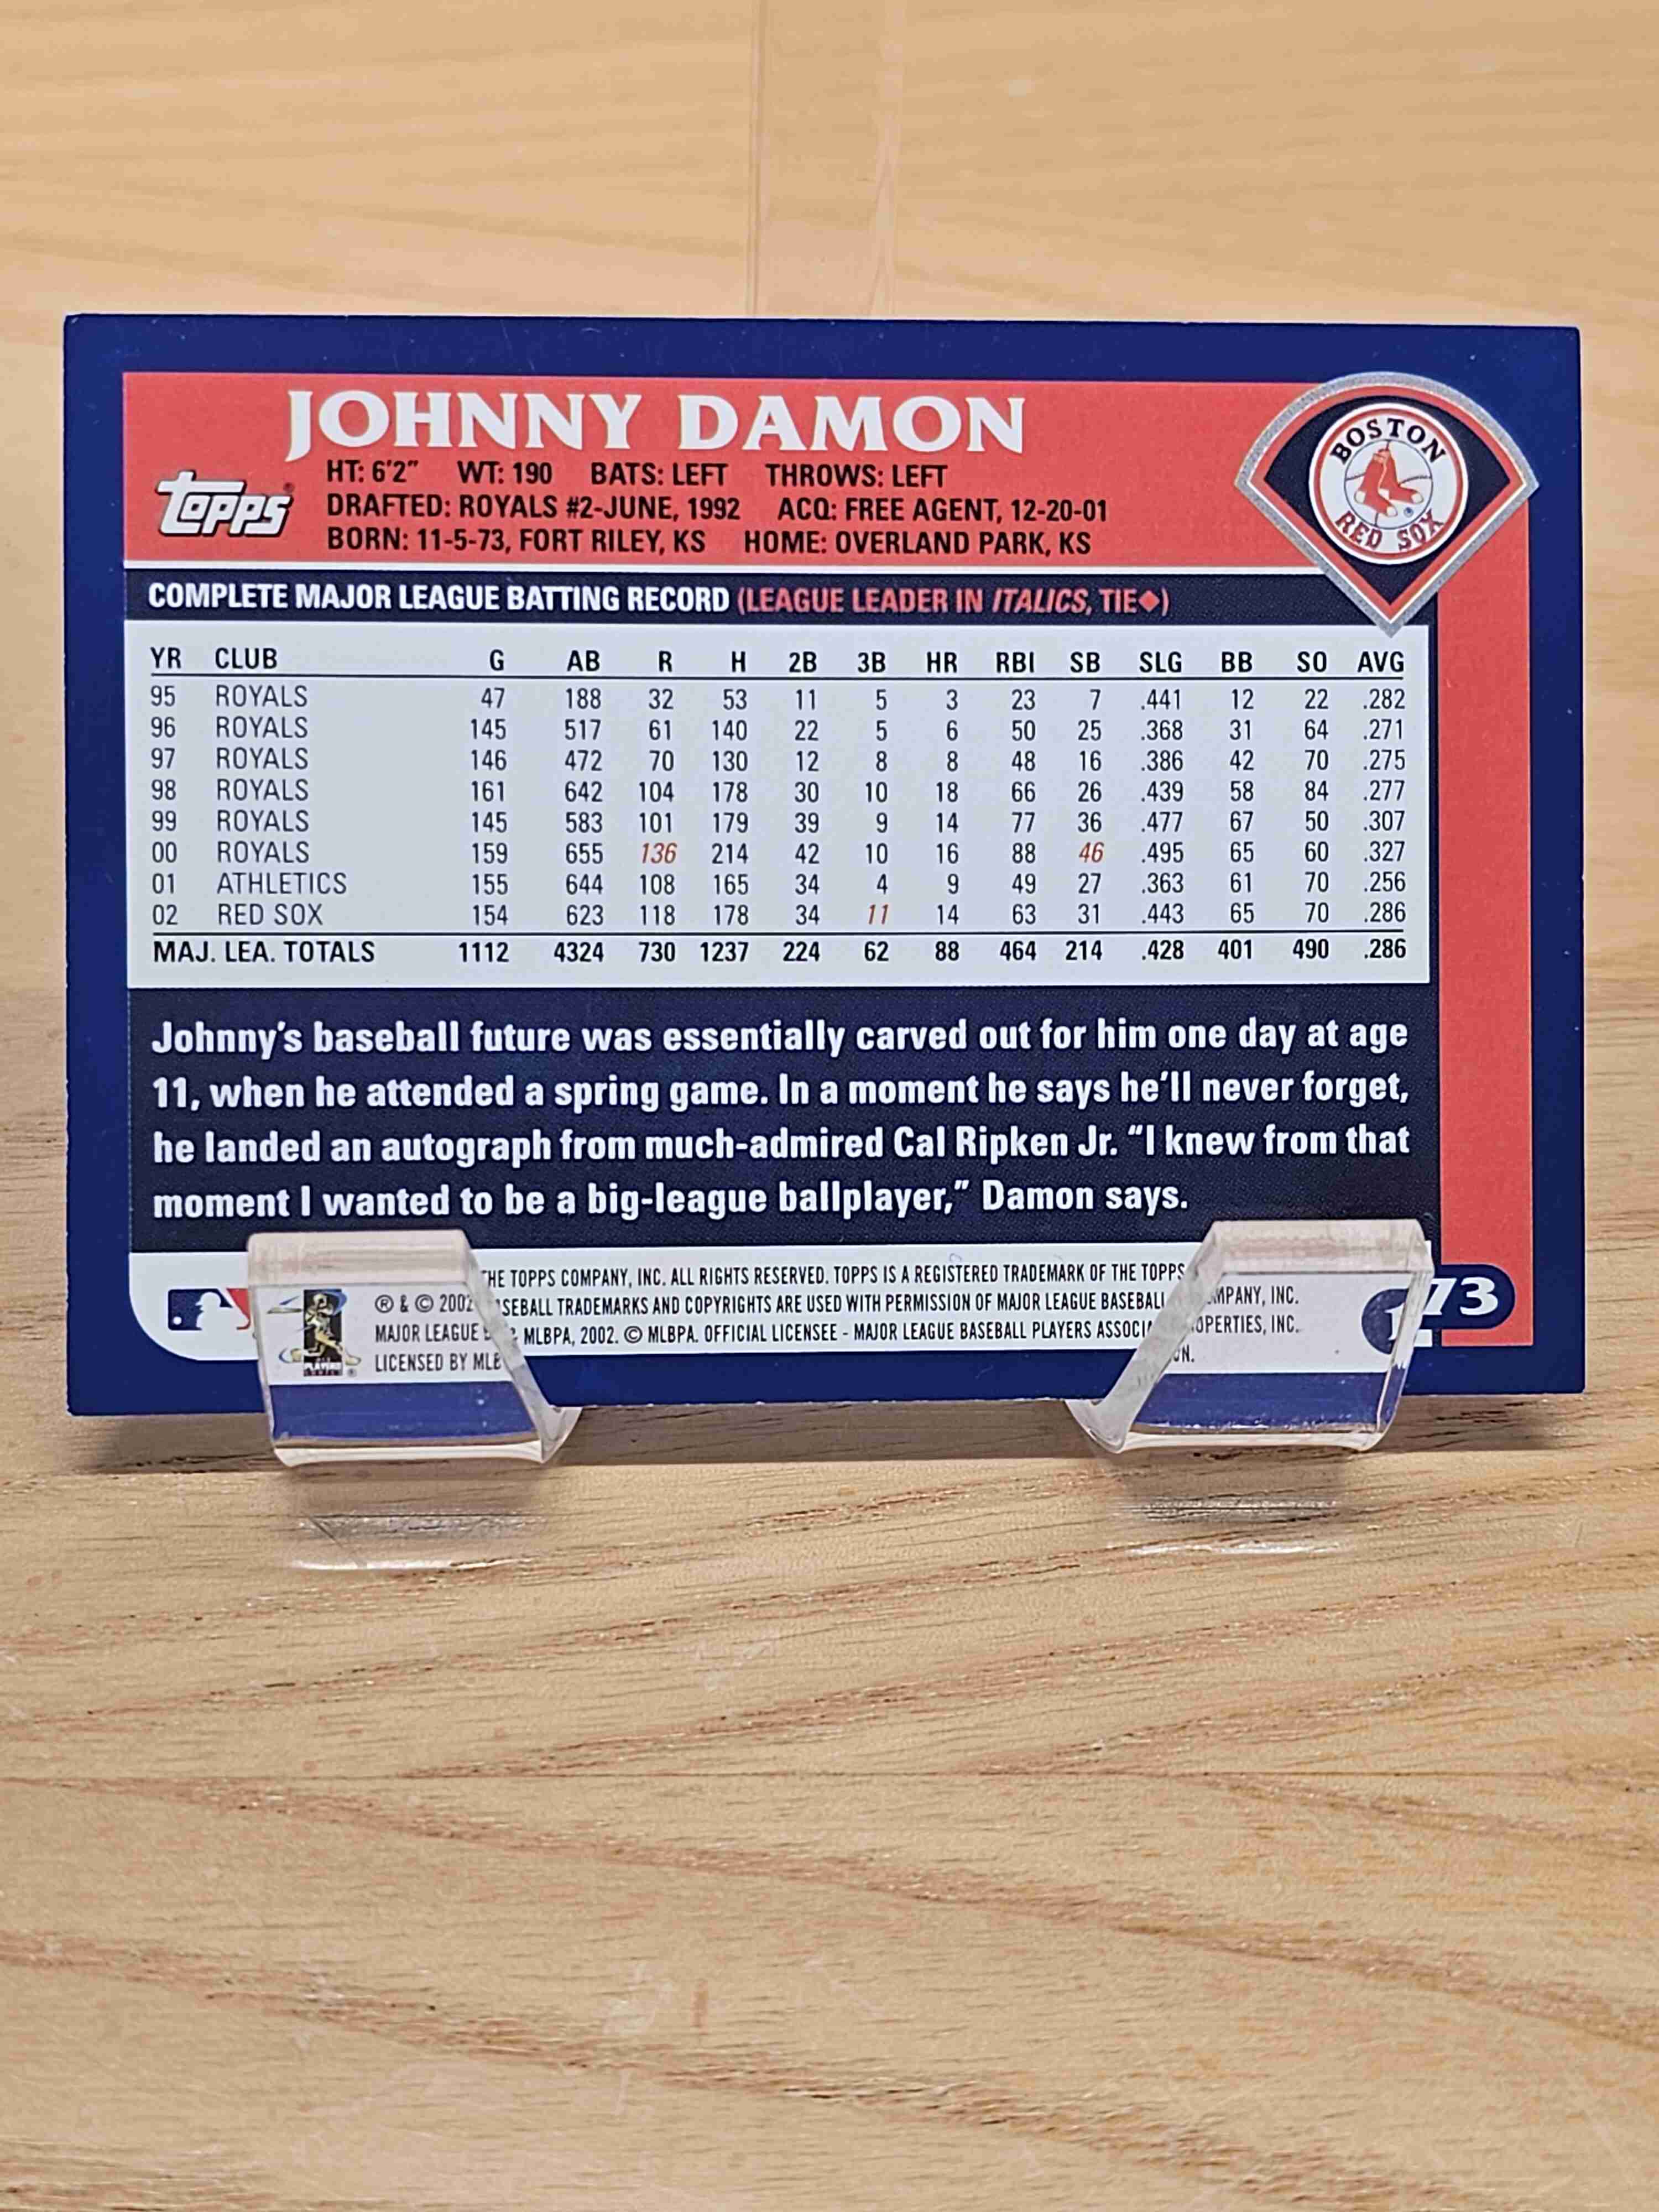 JOHNNY DAMON
topps®
HT: 6'2" WT: 190 BATS: LEFT THROWS: LEFT
DRAFTED: ROYALS #2-JUNE, 1992 ACQ: FREE AGENT, 12-20-01
BORN: 11-5-73, FORT RILEY, KS HOME: OVERLAND PARK, KS
BOSTON
RED SOX
COMPLETE MAJOR LEAGUE BATTING RECORD (LEAGUE LEADER IN ITALICS, TIE◆)
YR CLUB G AB R H 2B 3B HR RBI SB SLG BB SO AVG
95 ROYALS 47 188 32 53 11 5 3 23 7 .441 12 22 .282
96 ROYALS 145 517 61 140 22 5 6 50 25 .368 31 64 .271
97 ROYALS 146 472 70 130 12 8 8 48 16 .386 42 70 .275
98 ROYALS 161 642 104 178 30 10 18 66 26 .439 58 84 .277
99 ROYALS 145 583 101 179 39 9 14 77 36 .477 67 50 .307
00 ROYALS 159 655 136 214 42 10 16 88 46 .495 65 60 .327
01 ATHLETICS 155 644 108 165 34 4 9 49 27 .363 61 70 .256
02 RED SOX 154 623 118 178 34 11 14 63 31 .443 65 70 .286
MAJ. LEA. TOTALS 1112 4324 730 1237 224 62 88 464 214 .428 401 490 .286
Johnny's baseball future was essentially carved out for him one day at age
11, when he attended a spring game. In a moment he says he'll never forget,
he landed an autograph from much-admired Cal Ripken Jr. "I knew from that
moment I wanted to be a big-league ballplayer," Damon says.
® & © 2002 THE TOPPS COMPANY, INC. ALL RIGHTS RESERVED. TOPPS IS A REGISTERED TRADEMARK OF THE TOPPS COMPANY, INC.
MAJOR LEAGUE BASEBALL TRADEMARKS AND COPYRIGHTS ARE USED WITH PERMISSION OF MAJOR LEAGUE BASEBALL PROPERTIES, INC.
LICENSED BY MLBPA, 2002. © MLBPA. OFFICIAL LICENSEE - MAJOR LEAGUE BASEBALL PLAYERS ASSOCIATION.
PLAYERS CHOICE ®
173